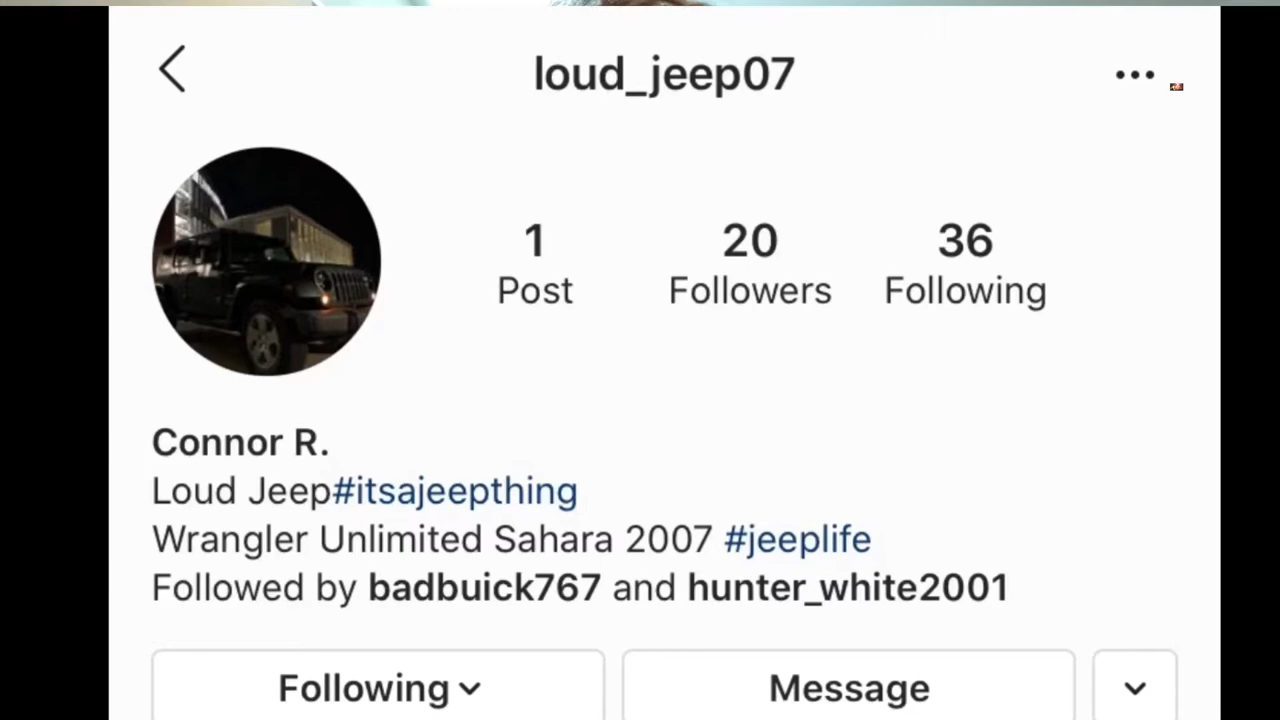 loud_jeep07
1
20
36
Post
Followers
Following
Connor R.
Loud Jeep#itsajeepthing
Wrangler Unlimited Sahara 2007 #jeeplife
Followed by badbuick767 and hunter_white2001
Following
Message